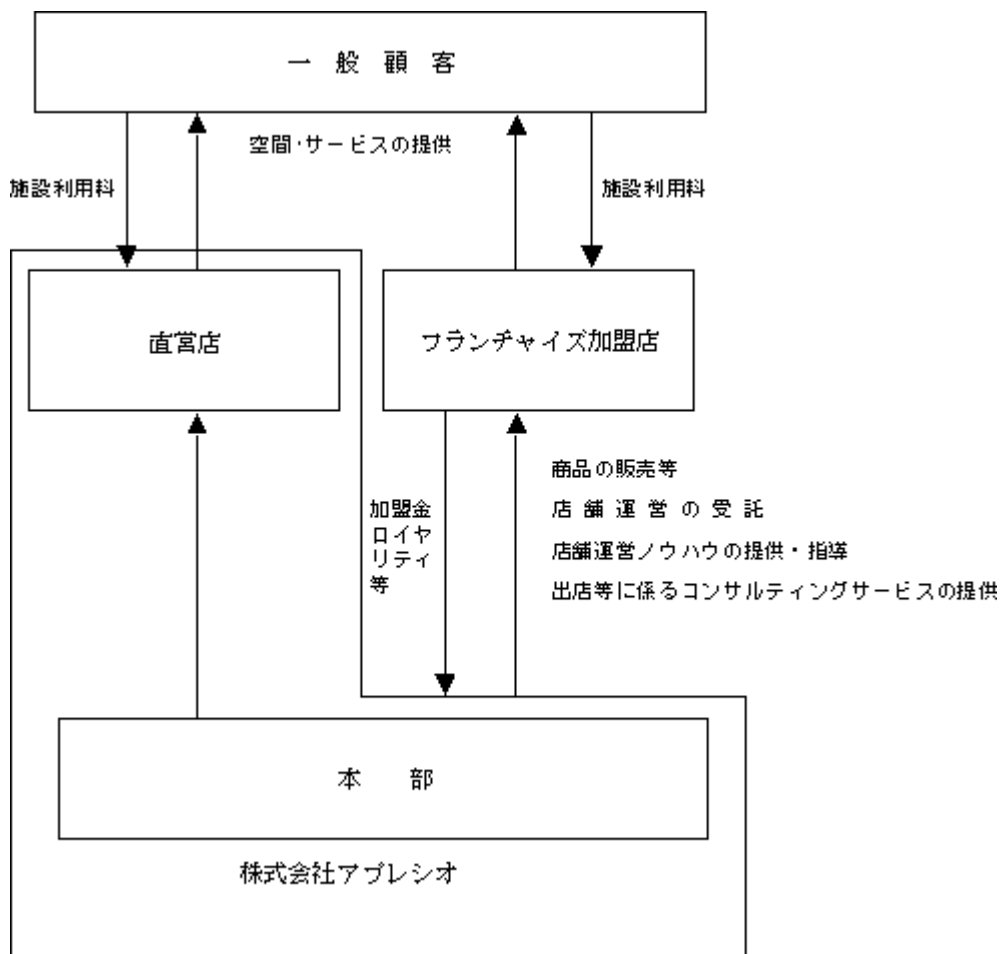 一般顧客
空間・サービスの提供
施設利用料
施設利用料
直営店
フランチャイズ加盟店
加盟金
ロイヤ
リティ
等
商品の販売等
店舗運営の受託
店舗運営ノウハウの提供・指導
出店等に係るコンサルティングサービスの提供
本部
株式会社アプレシオ